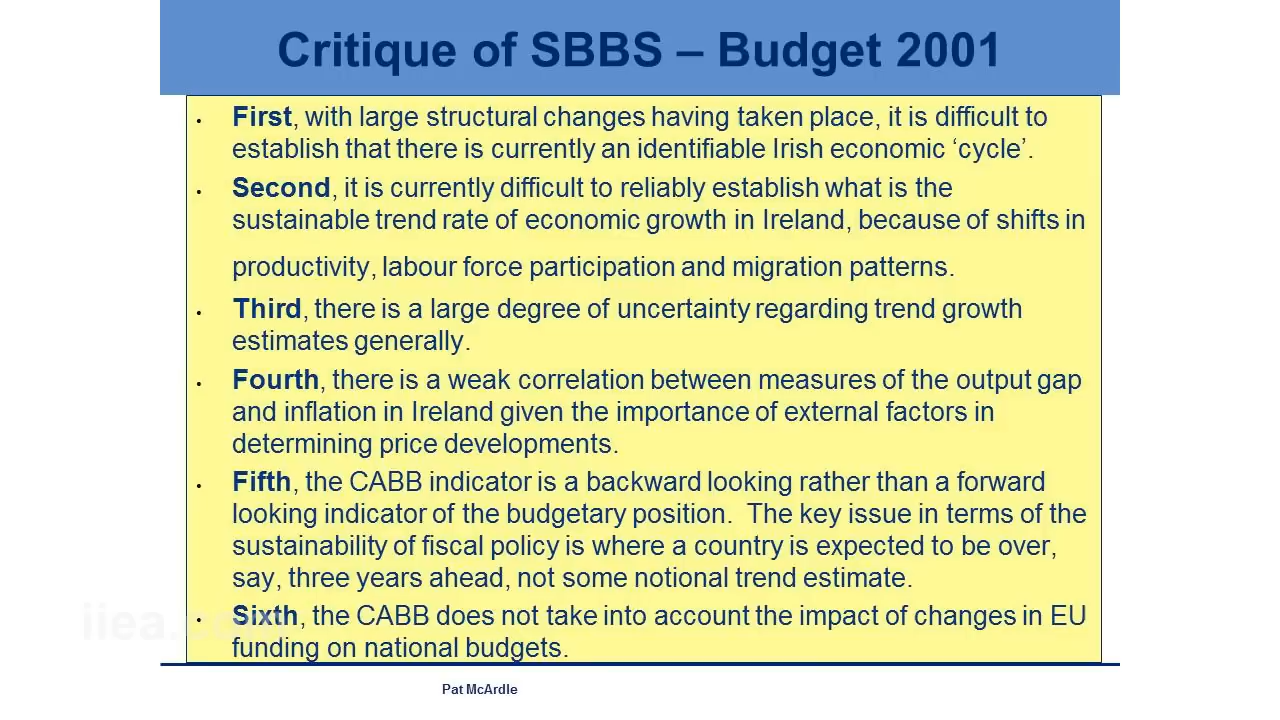 Critique of SBBS – Budget 2001
• First, with large structural changes having taken place, it is difficult to
establish that there is currently an identifiable Irish economic ‘cycle’.
• Second, it is currently difficult to reliably establish what is the
sustainable trend rate of economic growth in Ireland, because of shifts in
productivity, labour force participation and migration patterns.
• Third, there is a large degree of uncertainty regarding trend growth
estimates generally.
• Fourth, there is a weak correlation between measures of the output gap
and inflation in Ireland given the importance of external factors in
determining price developments.
• Fifth, the CABB indicator is a backward looking rather than a forward
looking indicator of the budgetary position.  The key issue in terms of the
sustainability of fiscal policy is where a country is expected to be over,
say, three years ahead, not some notional trend estimate.
• Sixth, the CABB does not take into account the impact of changes in EU
funding on national budgets.
iiea.com
Pat McArdle